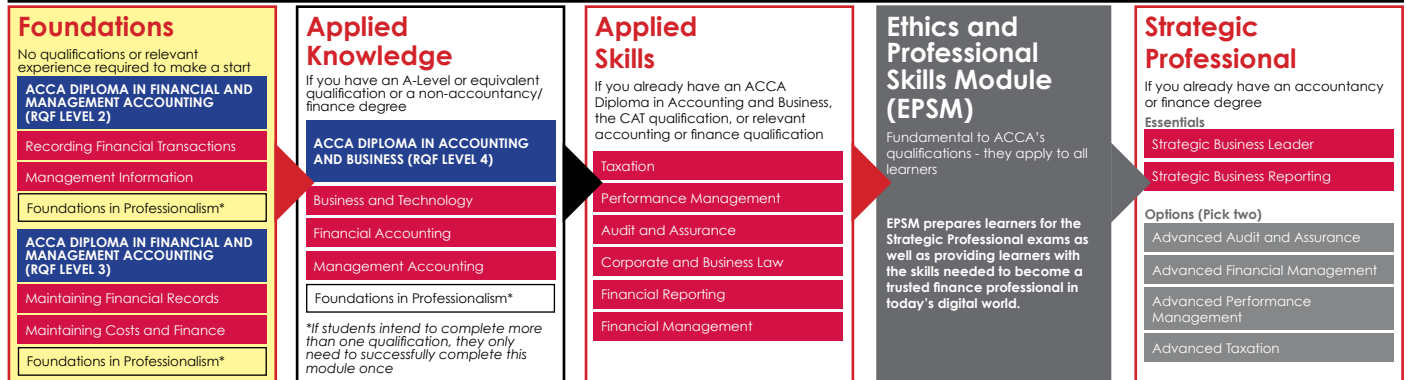 Foundations
No qualifications or relevant
experience required to make a start
ACCA DIPLOMA IN FINANCIAL AND
MANAGEMENT ACCOUNTING
(RQF LEVEL 2)
Recording Financial Transactions
Management Information
Foundations in Professionalism*
ACCA DIPLOMA IN FINANCIAL AND
MANAGEMENT ACCOUNTING
(RQF LEVEL 3)
Maintaining Financial Records
Maintaining Costs and Finance
Foundations in Professionalism*
Applied
Knowledge
If you have an A-Level or equivalent
qualification or a non-accountancy/
finance degree
ACCA DIPLOMA IN ACCOUNTING
AND BUSINESS (RQF LEVEL 4)
Business and Technology
Financial Accounting
Management Accounting
Foundations in Professionalism*
*If students intend to complete more
than one qualification, they only
need to successfully complete this
module once
Applied
Skills
If you already have an ACCA
Diploma in Accounting and Business,
the CAT qualification, or relevant
accounting or finance qualification
Taxation
Performance Management
Audit and Assurance
Corporate and Business Law
Financial Reporting
Financial Management
Ethics and
Professional
Skills Module
(EPSM)
Fundamental to ACCA's
qualifications - they apply to all
learners
EPSM prepares learners for the
Strategic Professional exams as
well as providing learners with
the skills needed to become a
trusted finance professional in
today's digital world.
Strategic
Professional
If you already have an accountancy
or finance degree
Essentials
Strategic Business Leader
Strategic Business Reporting
Options (Pick two)
Advanced Audit and Assurance
Advanced Financial Management
Advanced Performance
Management
Advanced Taxation